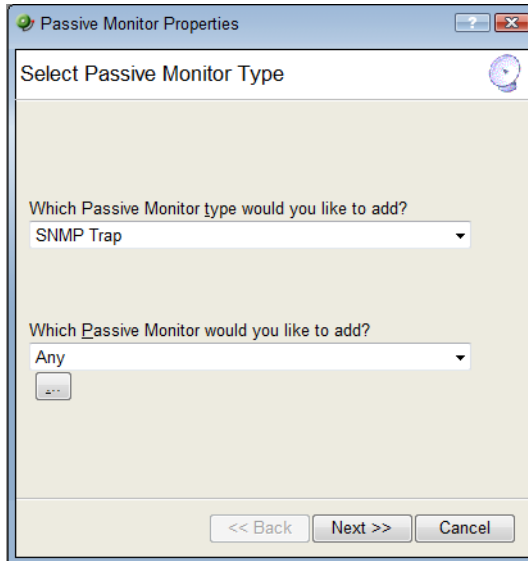 Passive Monitor Properties
?
Select Passive Monitor Type
Which Passive Monitor type would you like to add?
SNMP Trap
Which Passive Monitor would you like to add?
Any
...
<< Back Next >> Cancel